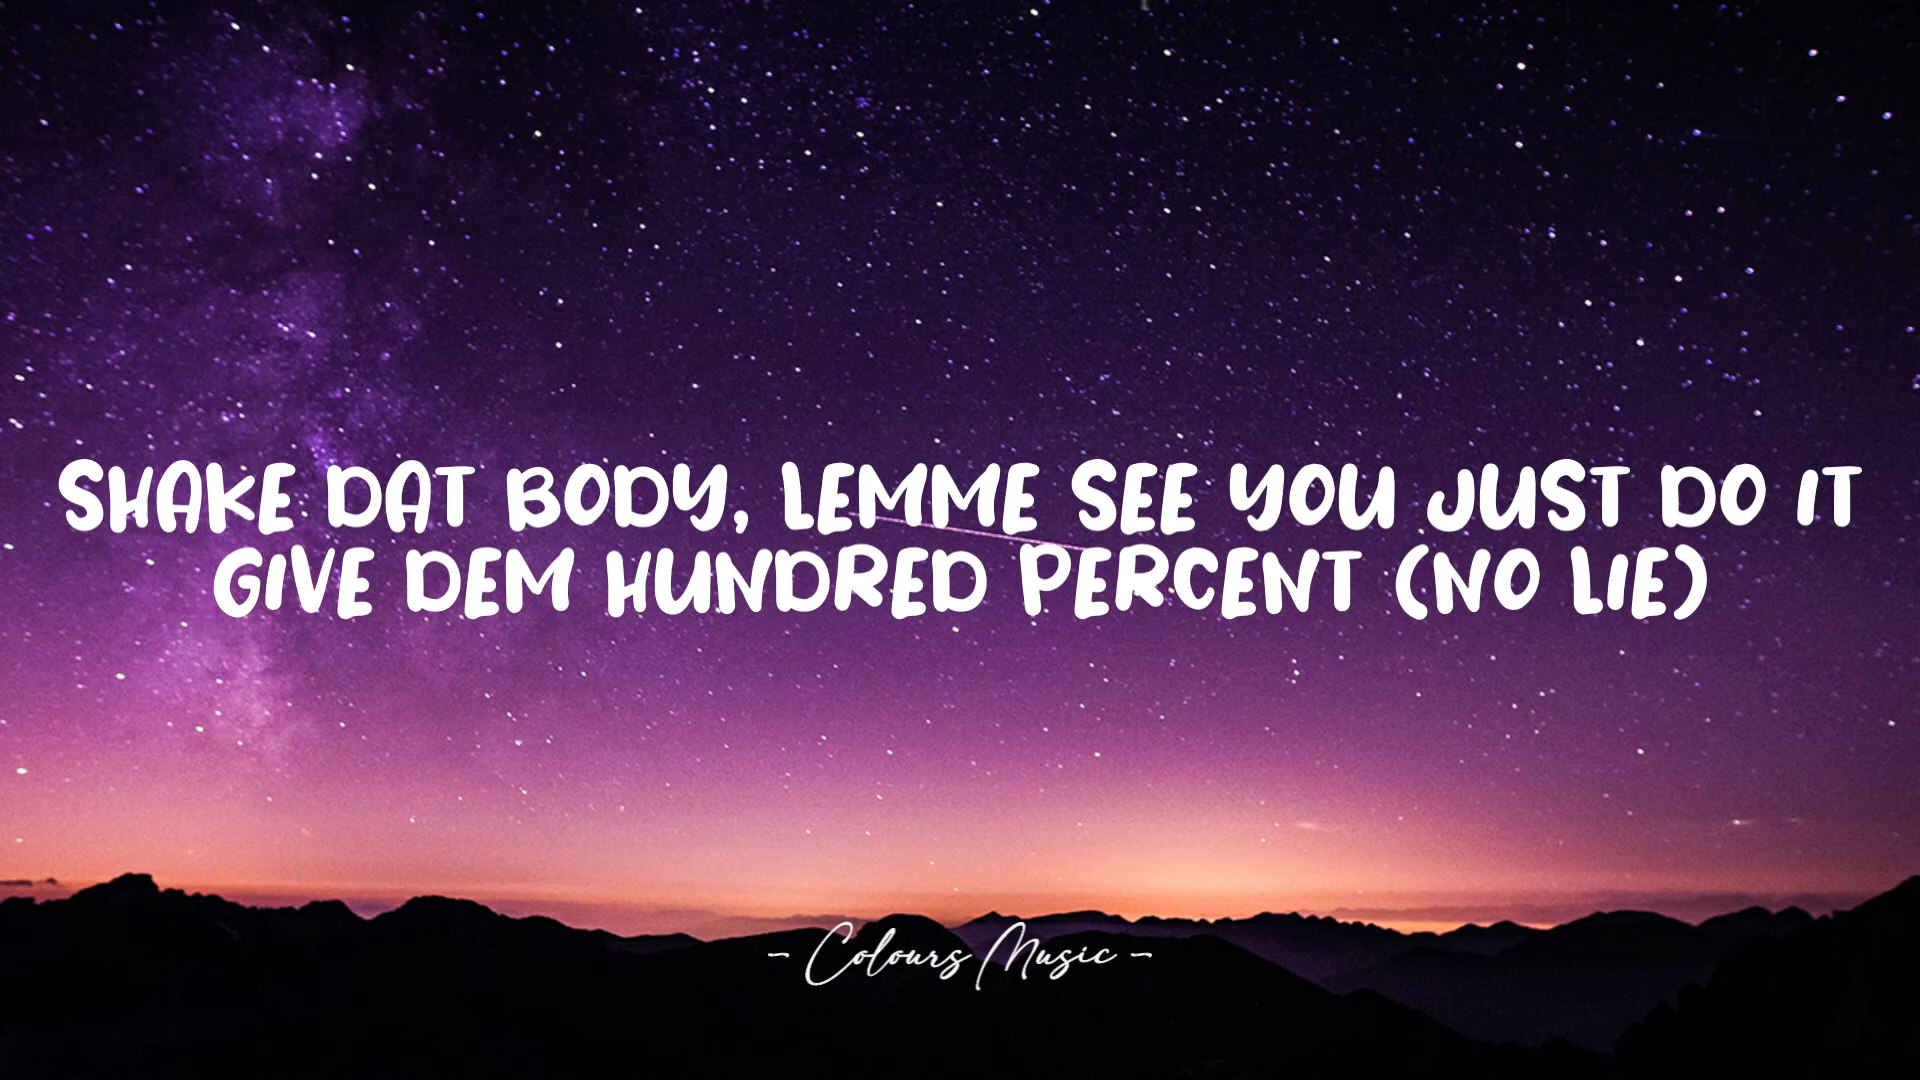 SHAKE DAT BODY, LEMME SEE YOU JUST DO IT
GIVE DEM HUNDRED PERCENT (NO LIE)
- Colours Music -